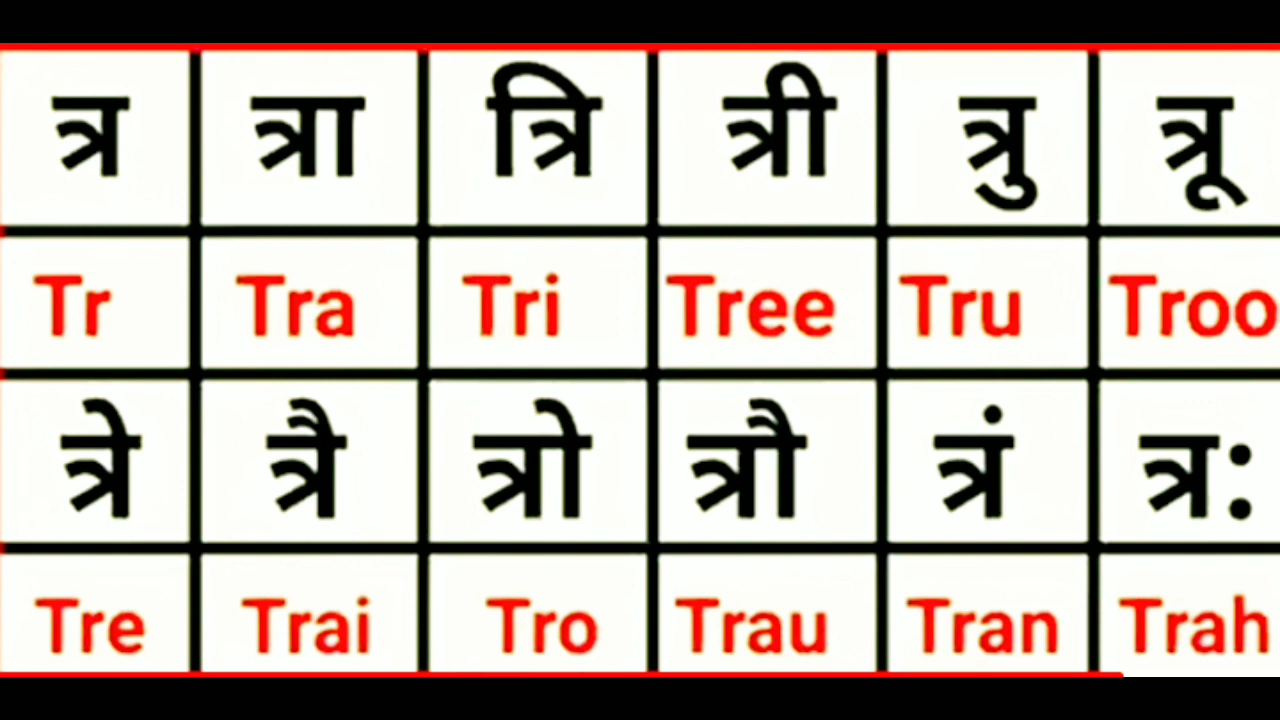 त्र त्रा त्रि त्री त्रु त्रू
Tr Tra Tri Tree Tru Troo
त्रे त्रै त्रो त्रौ त्रं त्र:
Tre Trai Tro Trau Tran Trah